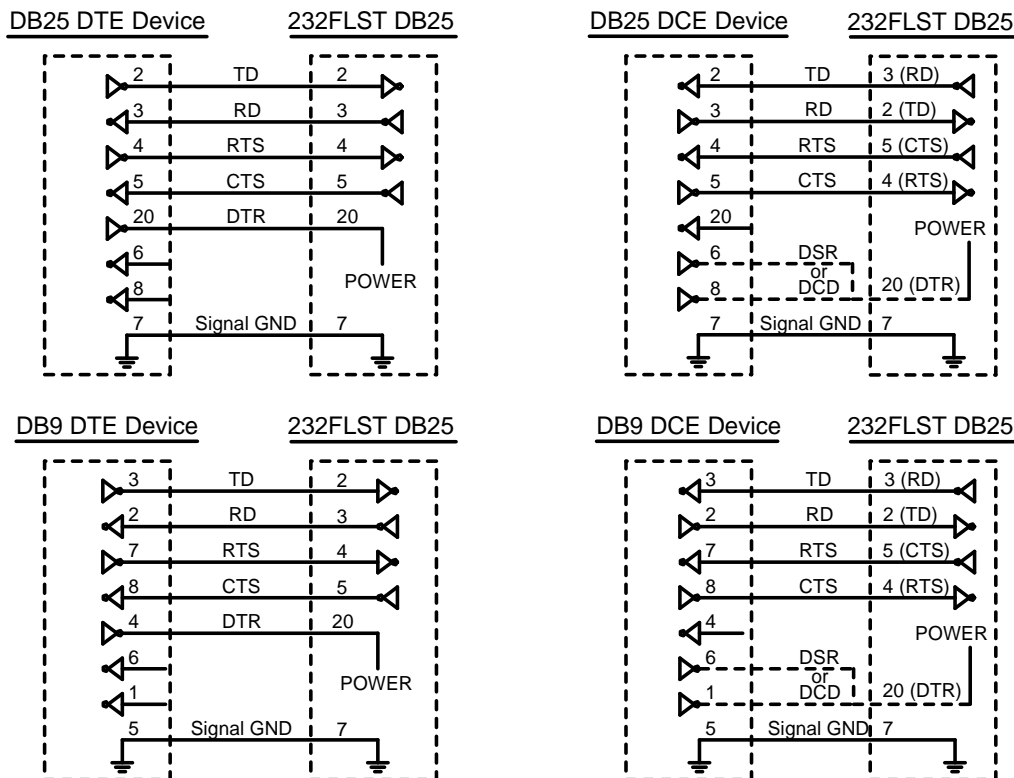 DB25 DTE Device 232FLST DB25
2 TD 2
3 RD 3
4 RTS 4
5 CTS 5
20 DTR 20
6
POWER
8
7 Signal GND 7
DB25 DCE Device 232FLST DB25
2 TD 3 (RD)
3 RD 2 (TD)
4 RTS 5 (CTS)
5 CTS 4 (RTS)
20
POWER
6 DSR
or
8 DCD 20 (DTR)
7 Signal GND 7
DB9 DTE Device 232FLST DB25
3 TD 2
2 RD 3
7 RTS 4
8 CTS 5
4 DTR 20
6
POWER
1
5 Signal GND 7
DB9 DCE Device 232FLST DB25
3 TD 3 (RD)
2 RD 2 (TD)
7 RTS 5 (CTS)
8 CTS 4 (RTS)
4
POWER
6 DSR
or
1 DCD 20 (DTR)
5 Signal GND 7